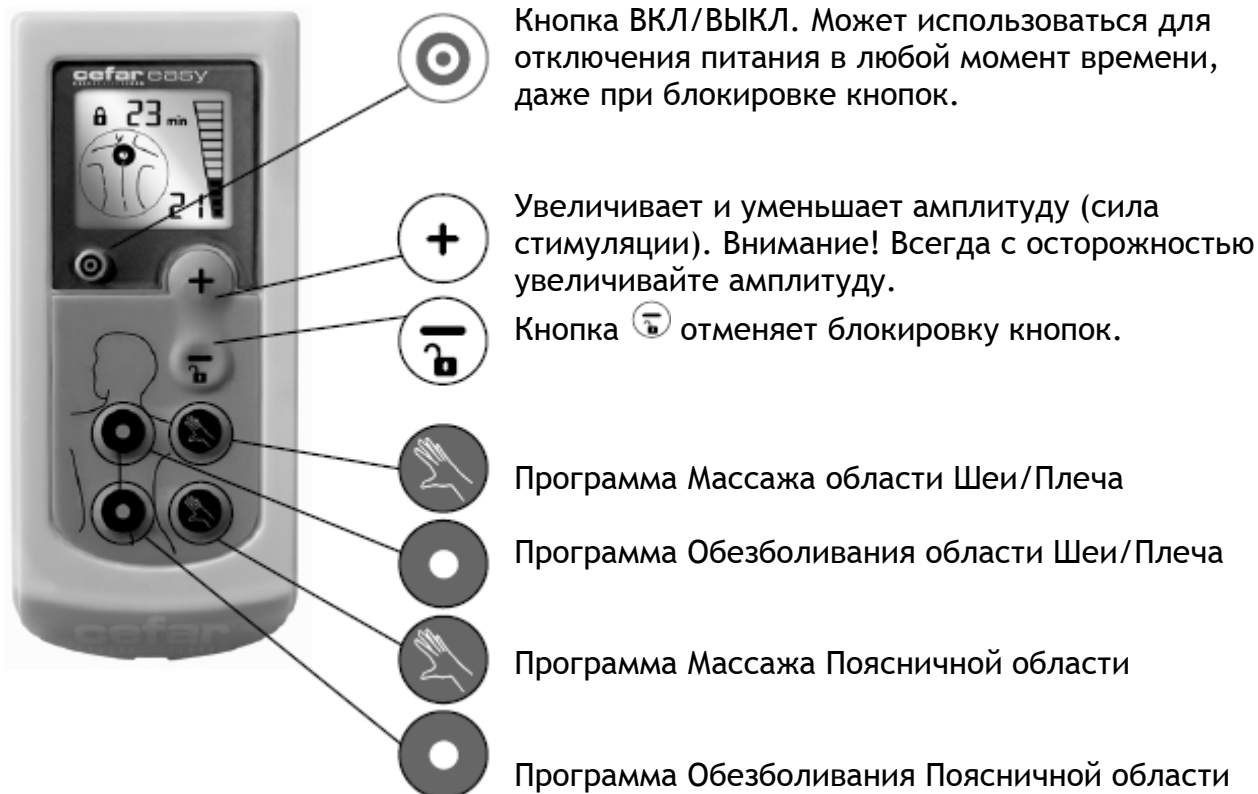 Кнопка ВКЛ/ВЫКЛ. Может использоваться для
отключения питания в любой момент времени,
даже при блокировке кнопок.
cefar easy
23 min
21
Увеличивает и уменьшает амплитуду (сила
стимуляции). Внимание! Всегда с осторожностью
увеличивайте амплитуду.
Кнопка отменяет блокировку кнопок.
Программа Массажа области Шеи/Плеча
Программа Обезболивания области Шеи/Плеча
cefar
Программа Массажа Поясничной области
Программа Обезболивания Поясничной области